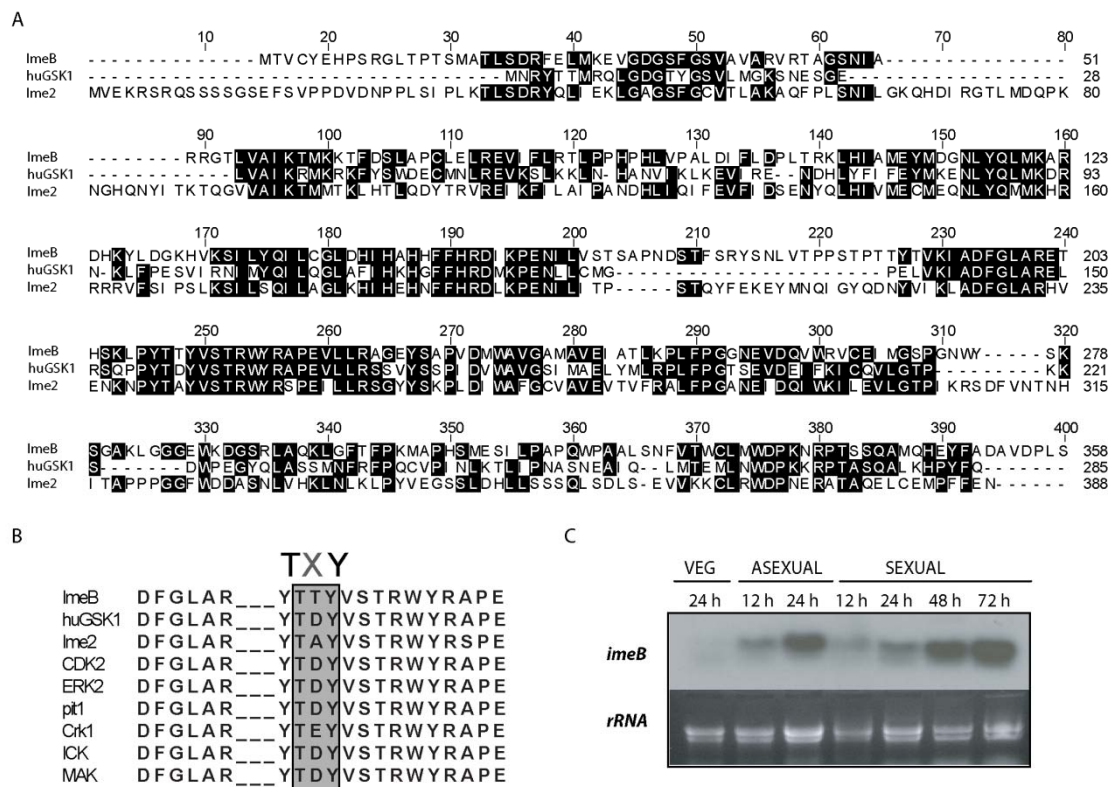 A
10 20 30 40 50 60 70 80
ImeB --------------MTVCYEHPSRGLTPTSMATLSDRFELMKEVGDGSFGSVAVARVRTAGSNIA--------------- 51
huGSK1 ----------------------------------MNRYTTMRQLGDGTYGSVLMGKSNESGE------------------ 28
Ime2 MVEKRSRQSSSSSGSEFSVPPDVDNPPLSIPLKTLSDRYQLIEKLGAGSFGCVTLAKAQFPLSNILGKQHDIRGTLMDQPK 80
90 100 110 120 130 140 150 160
ImeB --------RRGTLVAIKTMKKTFDSLAPCLELREVIFLRTLPPHPHLVPALDIFLDPLTRKLHIAMEYMDGNLYQLMKAR 123
huGSK1 ------------LVAIKRMKRKFYSWDECMNLREVKSLKKLN-HANVIKLKEVIRE--NDHLYFIFEYMKENLYQLMKDR 93
Ime2 NGHQNYITKTQGVVAIKTMMTKLHTLQDYTRVREIKFILAIPANDHLIQIFEVFIDSENYQLHIVMECMEQNLYQMMKHR 160
170 180 190 200 210 220 230 240
ImeB DHKYLDGKHVKSILYQILCGLDHIHAHHFFHRDIKPENILVSTSAPNDSTFSRYSNLVTPPSTPTTYTVKIADFGLARET 203
huGSK1 N-KLFPESVIRNIMYQILQGLAFIHKHGFFHRDMKPENLLCMG----------------------PELVKIADFGLAREL 150
Ime2 RRRVFSIPSLKSILSQILAGLKHIHEHNFFHRDLKPENILITP-----STQYFEKEYMNQIGYQDNYVIKLADFGLARHV 235
250 260 270 280 290 300 310 320
ImeB HSKLPYTTYVSTRWYRAPEVLLRAGEYSAPVDMWAVGAMAVEIATLKPLFPGGNEVDQVWRVCEIMGSPGNWY-----SK 278
huGSK1 RSQPPYTDYVSTRWYRAPEVLLRSSVYSSPIDVWAVGSIMAELYMLRPLFPGTSEVDEIFKICQVLGTP---------KK 221
Ime2 ENKNPYTAYVSTRWYRSPEILLRSGYYSKPLDIWAFGCVAVEVTVFRALFPGANEIDQIWKILEVLGTPIKRSDFVNTNH 315
330 340 350 360 370 380 390 400
ImeB SGAKLGGGEWKDGSRLAQKLGFTFPKMAPHSMESILPAPQWPAALSNFVTWCLMWDPKNRPTSSQAMQHEYFADAVDPLS 358
huGSK1 S-------DWPEGYQLASSMNFRFPQCVPINLKTLIPNASNEAIQ--LMTEMLNWDPKKRPTASQALKHPYFQ------- 285
Ime2 ITAPPPGGFWDDASNLVHKLNLKLPYVEGSSLDHLLSSSQLSDLS-EVVKKCLRWDPNERATAQELCEMPFFEN------ 388
B
TXY
ImeB DFGLAR___YTTYVSTRWYRAPE
huGSK1 DFGLAR___YTDYVSTRWYRAPE
Ime2 DFGLAR___YTAYVSTRWYRSPE
CDK2 DFGLAR___YTDYVSTRWYRAPE
ERK2 DFGLAR___YTDYVSTRWYRAPE
pit1 DFGLAR___YTDYVSTRWYRAPE
Crk1 DFGLAR___YTEYVSTRWYRAPE
ICK DFGLAR___YTDYVSTRWYRAPE
MAK DFGLAR___YTDYVSTRWYRAPE
C
VEG ASEXUAL SEXUAL
24 h 12 h 24 h 12 h 24 h 48 h 72 h
imeB
rRNA